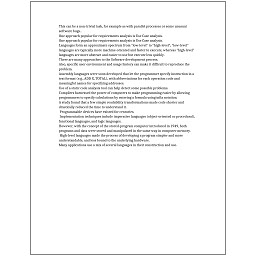 This can be a non-trivial task, for example as with parallel processes or some unusual
software bugs.
One approach popular for requirements analysis is Use Case analysis.
One approach popular for requirements analysis is Use Case analysis.
Languages form an approximate spectrum from "low-level" to "high-level"; "low-level"
languages are typically more machine-oriented and faster to execute, whereas "high-level"
languages are more abstract and easier to use but execute less quickly.
There are many approaches to the Software development process.
Also, specific user environment and usage history can make it difficult to reproduce the
problem.
Assembly languages were soon developed that let the programmer specify instruction in a
text format (e.g., ADD X, TOTAL), with abbreviations for each operation code and
meaningful names for specifying addresses.
Use of a static code analysis tool can help detect some possible problems.
Compilers harnessed the power of computers to make programming easier by allowing
programmers to specify calculations by entering a formula using infix notation.
A study found that a few simple readability transformations made code shorter and
drastically reduced the time to understand it.
Programmable devices have existed for centuries.
Implementation techniques include imperative languages (object-oriented or procedural),
functional languages, and logic languages.
However, with the concept of the stored-program computer introduced in 1949, both
programs and data were stored and manipulated in the same way in computer memory.
High-level languages made the process of developing a program simpler and more
understandable, and less bound to the underlying hardware.
Many applications use a mix of several languages in their construction and use.